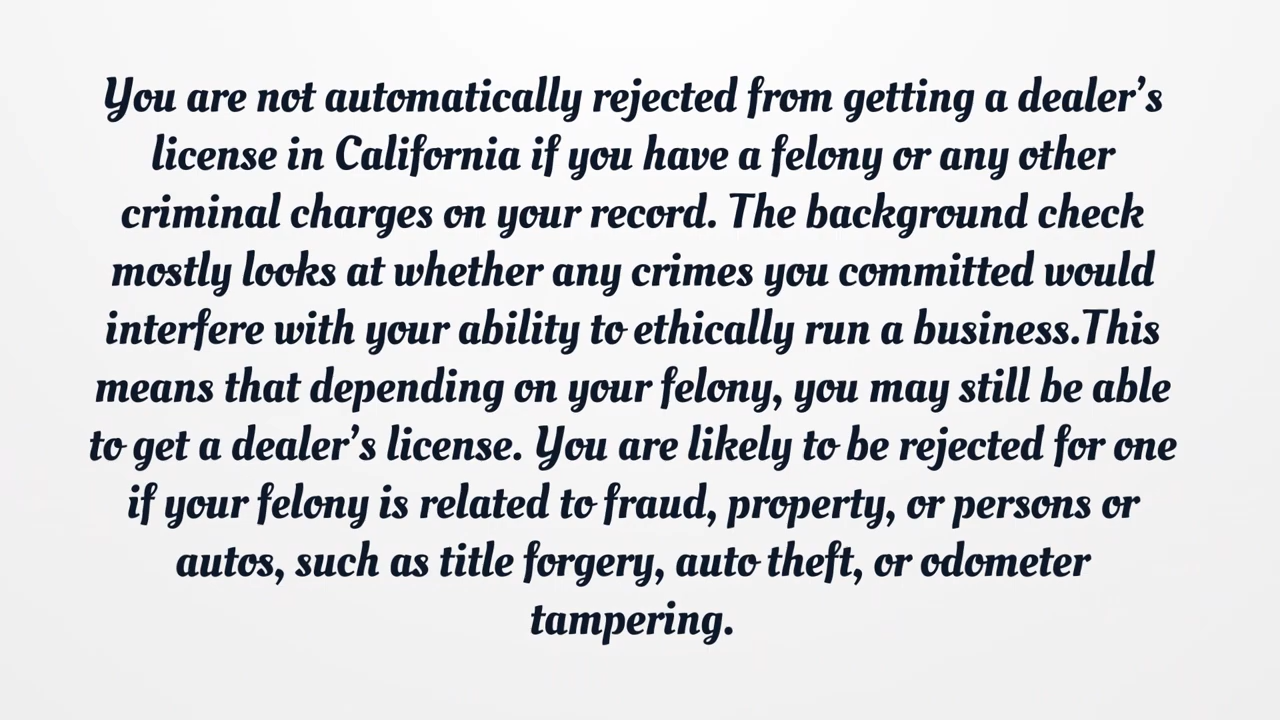 You are not automatically rejected from getting a dealer’s
license in California if you have a felony or any other
criminal charges on your record. The background check
mostly looks at whether any crimes you committed would
interfere with your ability to ethically run a business.This
means that depending on your felony, you may still be able
to get a dealer’s license. You are likely to be rejected for one
if your felony is related to fraud, property, or persons or
autos, such as title forgery, auto theft, or odometer
tampering.